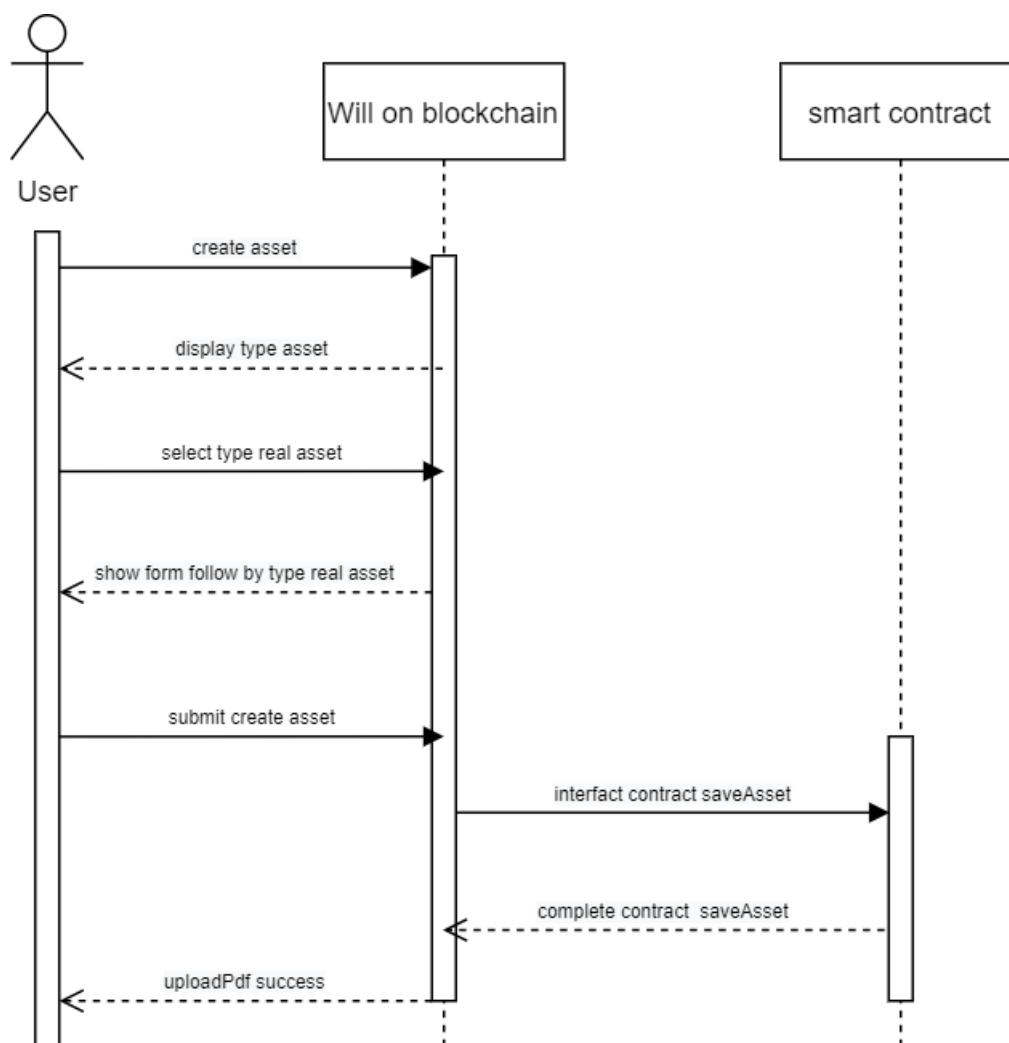 User
Will on blockchain
smart contract
create asset
display type asset
select type real asset
show form follow by type real asset
submit create asset
interfact contract saveAsset
complete contract  saveAsset
uploadPdf success